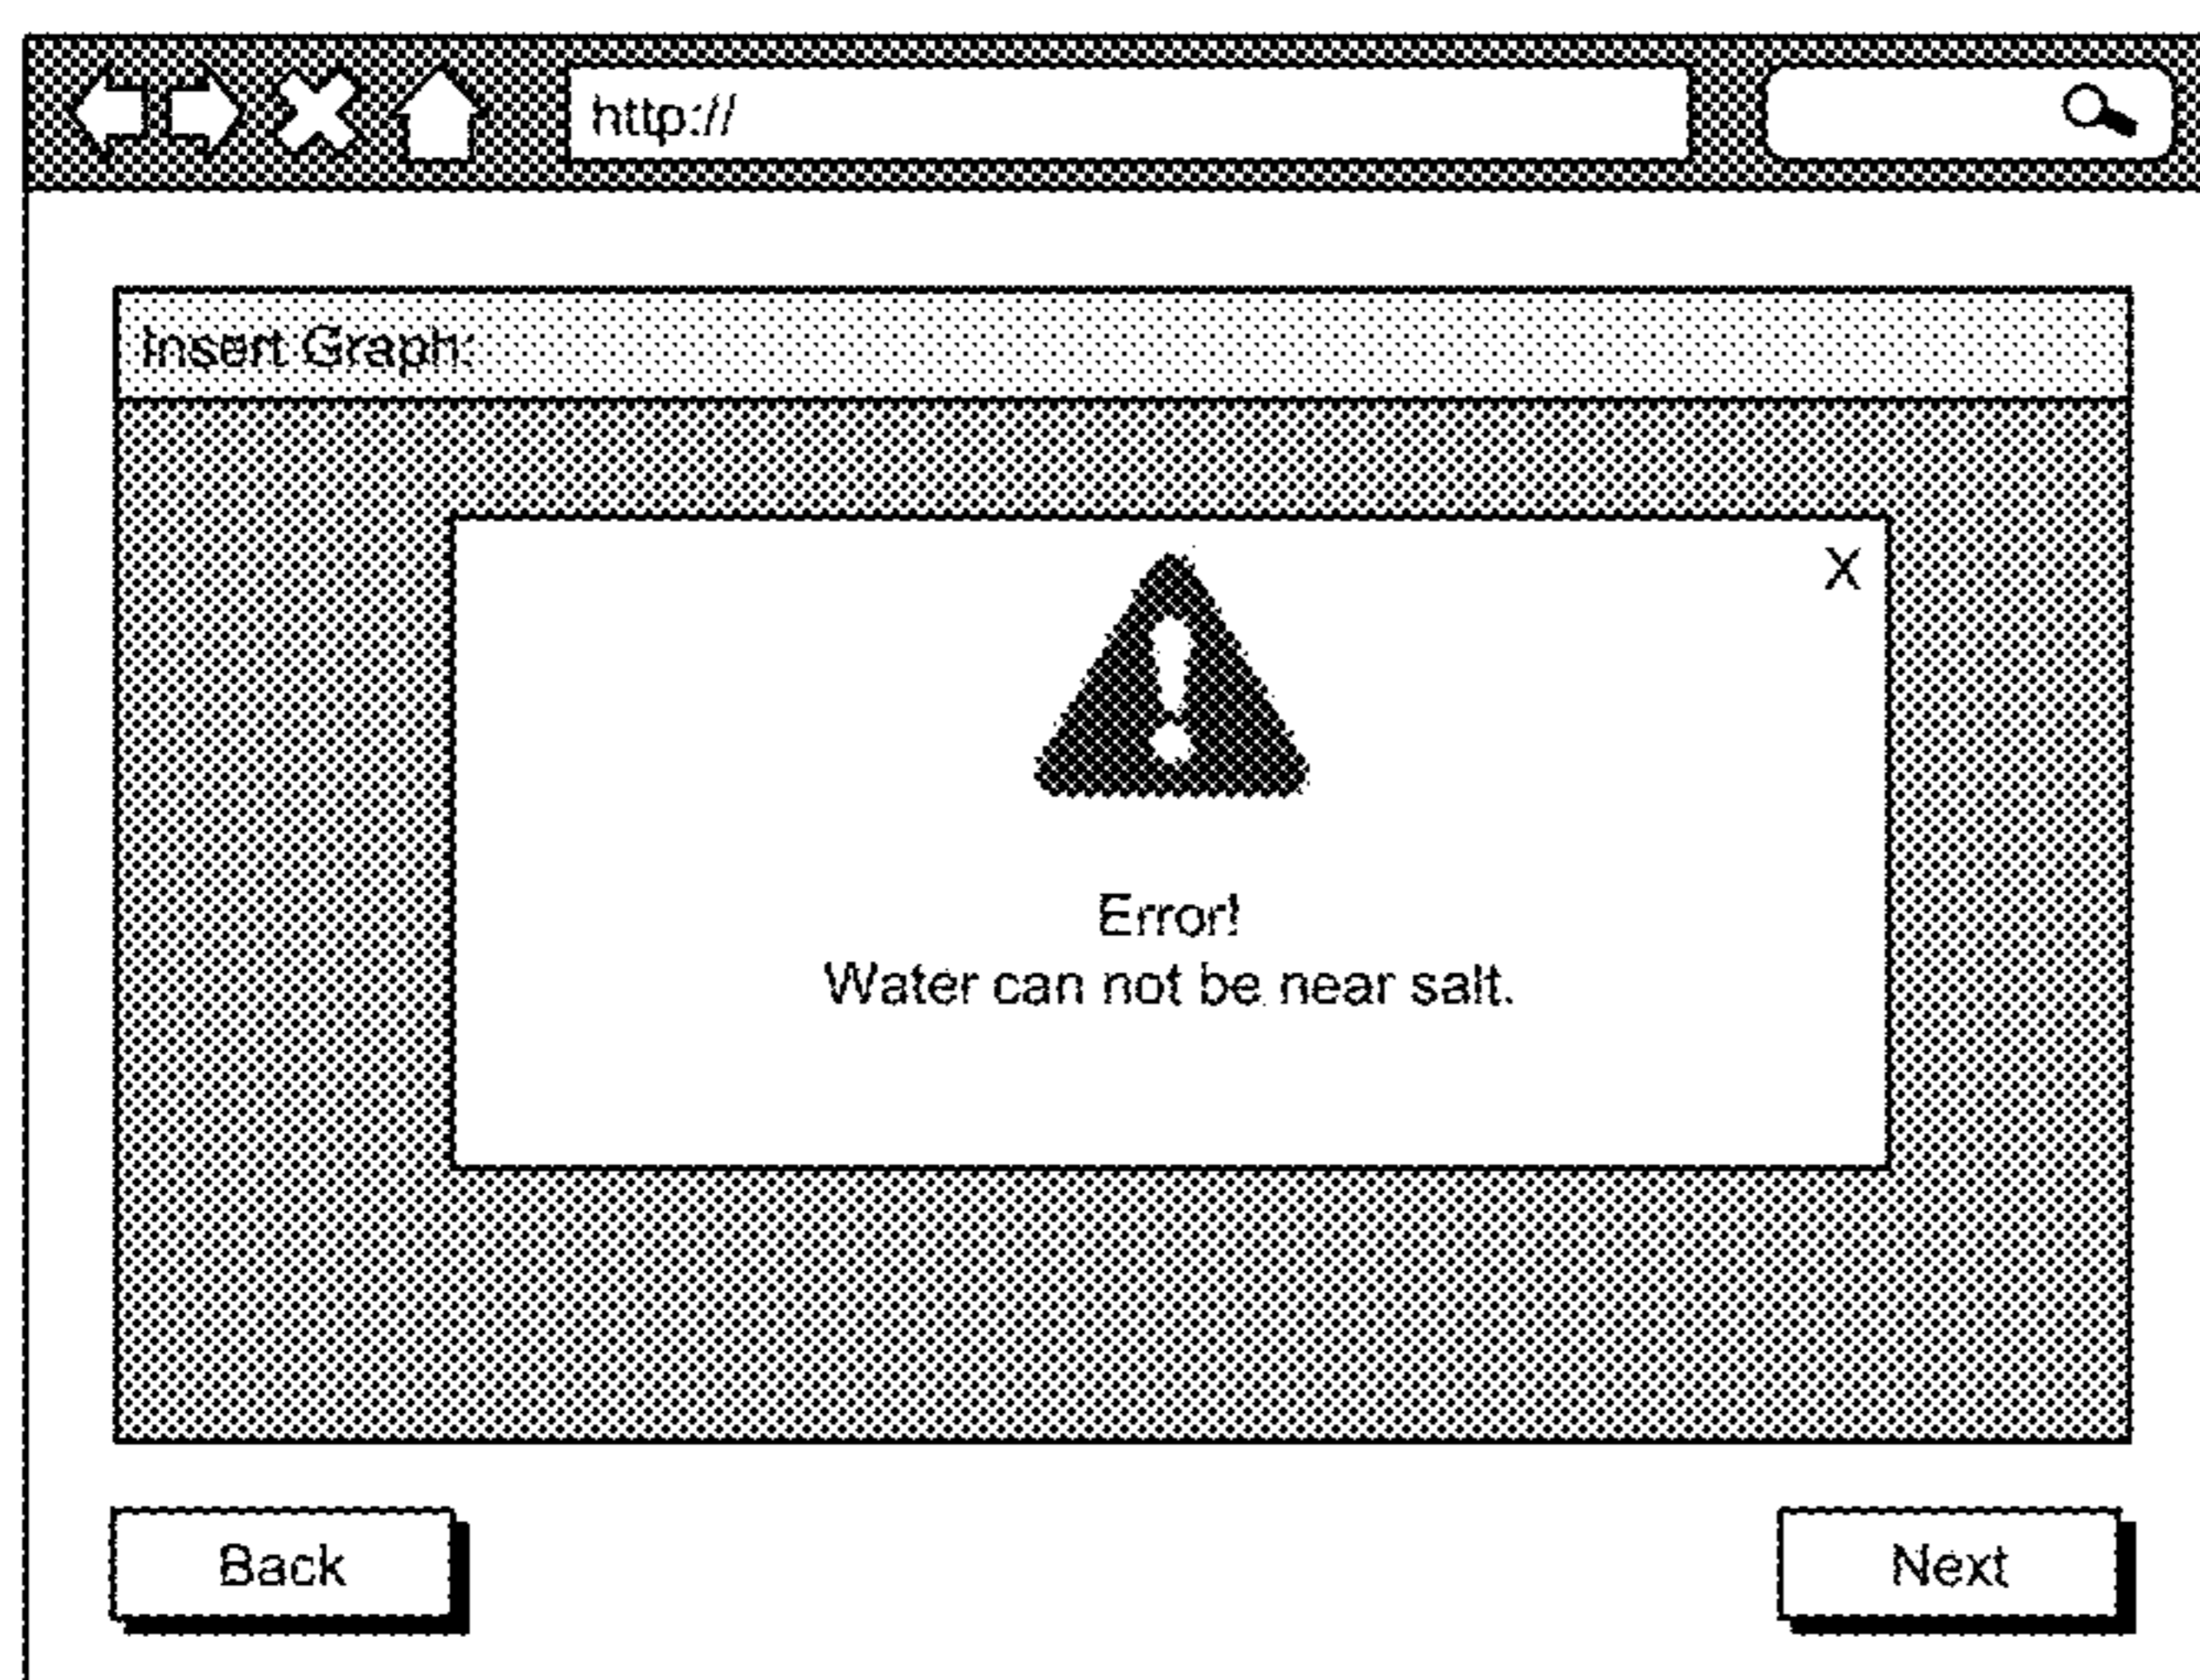 http://
Insert Graph:
X
Error!
Water can not be near salt.
Back
Next